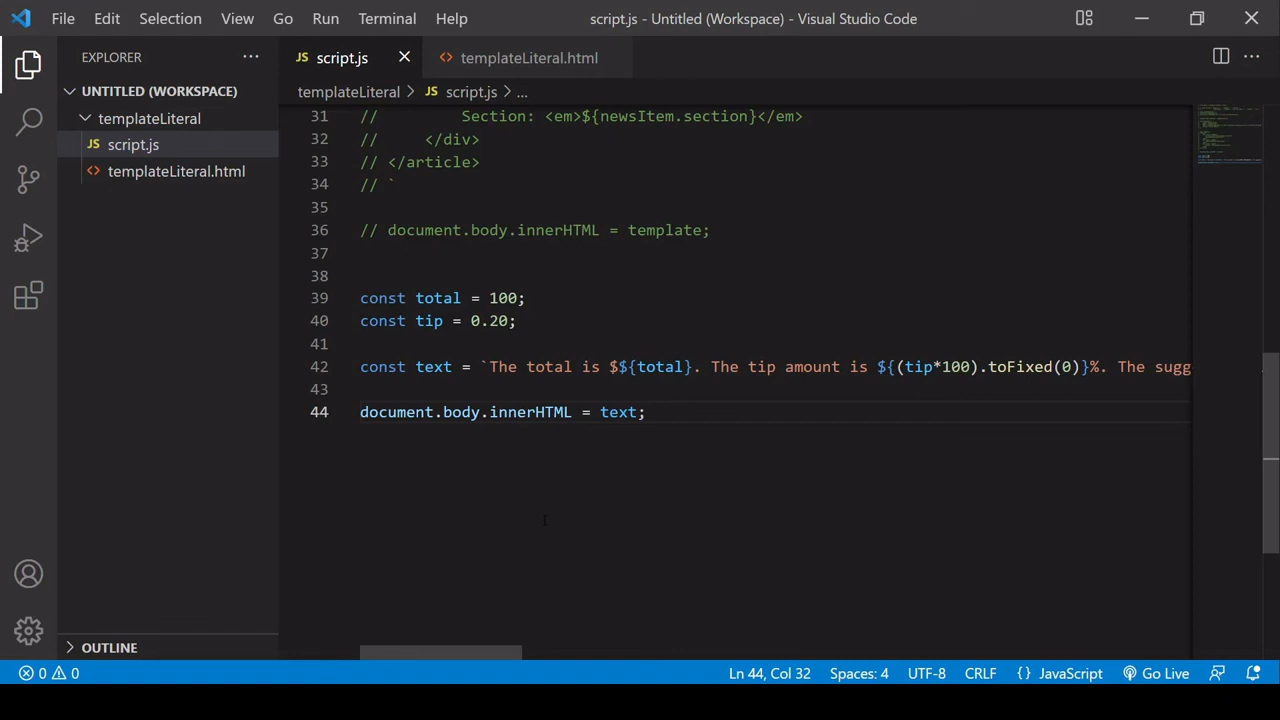 File Edit Selection View Go Run Terminal Help script.js - Untitled (Workspace) - Visual Studio Code
EXPLORER ···
JS script.js
<> templateLiteral.html
UNTITLED (WORKSPACE)
templateLiteral
JS script.js
<> templateLiteral.html
OUTLINE
templateLiteral > JS script.js > ...
31 // Section: <em>${newsItem.section}</em>
32 // </div>
33 // </article>
34 // `
35
36 // document.body.innerHTML = template;
37
38
39 const total = 100;
40 const tip = 0.20;
41
42 const text = `The total is $${total}. The tip amount is ${(tip*100).toFixed(0)}%. The sugg
43
44 document.body.innerHTML = text;
0 0 Ln 44, Col 32 Spaces: 4 UTF-8 CRLF {} JavaScript Go Live